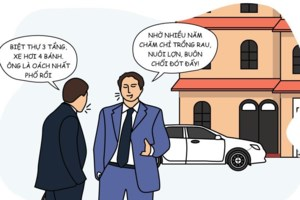 BIỆT THỰ 3 TẦNG,
XE HƠI 4 BÁNH.
ÔNG LÀ CÁCH NHẤT
PHỐ RỒI
NHỜ NHIỀU NĂM
CHĂM CHỈ TRỒNG RAU,
NUÔI LỢN, BUÔN
CHỔI ĐÓT ĐẤY!